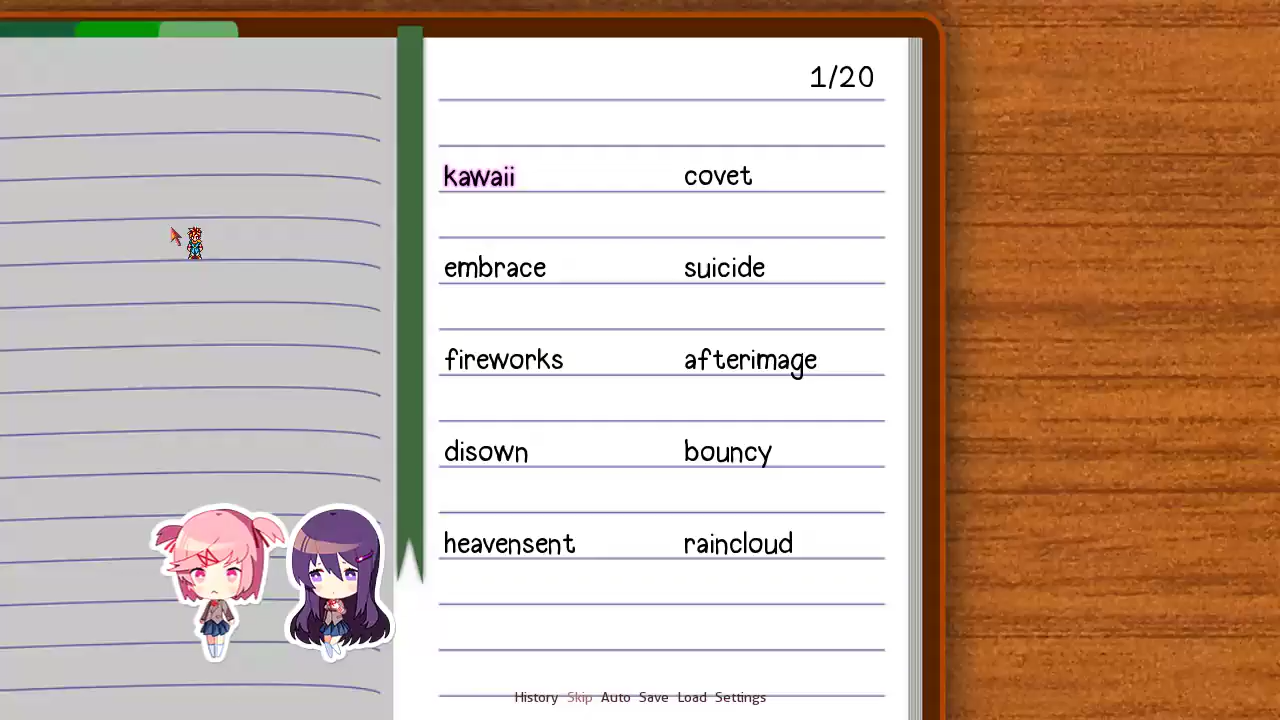 1/20
kawaii covet
embrace suicide
fireworks afterimage
disown bouncy
heavensent raincloud
History Skip Auto Save Load Settings